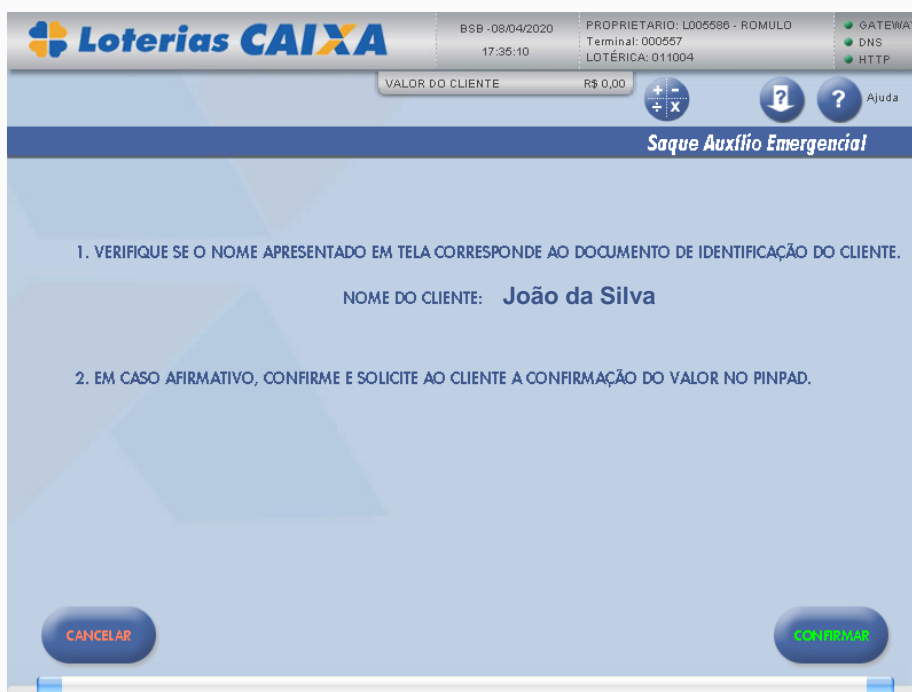 Loterias CAIXA
BSB -08/04/2020
17:35:10
PROPRIETARIO: L005586 - ROMULO
Terminal: 000557
LOTÉRICA: 011004
GATEWA
DNS
HTTP
VALOR DO CLIENTE R$ 0,00
+ - ÷ x
?
? Ajuda
Saque Auxílio Emergencial
1. VERIFIQUE SE O NOME APRESENTADO EM TELA CORRESPONDE AO DOCUMENTO DE IDENTIFICAÇÃO DO CLIENTE.
NOME DO CLIENTE: João da Silva
2. EM CASO AFIRMATIVO, CONFIRME E SOLICITE AO CLIENTE A CONFIRMAÇÃO DO VALOR NO PINPAD.
CANCELAR
CONFIRMAR